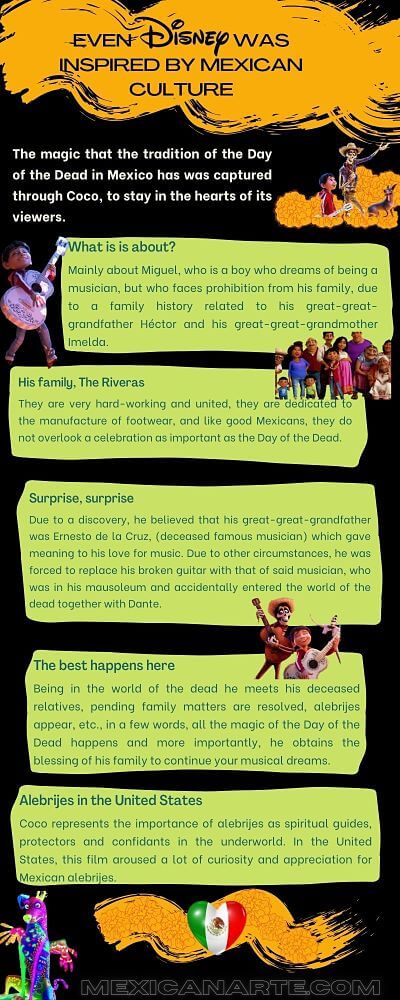 EVEN Disney WAS
INSPIRED BY MEXICAN
CULTURE
The magic that the tradition of the Day
of the Dead in Mexico has was captured
through Coco, to stay in the hearts of its
viewers.
What is is about?
Mainly about Miguel, who is a boy who dreams of being a
musician, but who faces prohibition from his family, due
to a family history related to his great-great-
grandfather Héctor and his great-great-grandmother
Imelda.
His family, The Riveras
They are very hard-working and united, they are dedicated to
the manufacture of footwear, and like good Mexicans, they do
not overlook a celebration as important as the Day of the Dead.
Surprise, surprise
Due to a discovery, he believed that his great-great-grandfather
was Ernesto de la Cruz, (deceased famous musician) which gave
meaning to his love for music. Due to other circumstances, he was
forced to replace his broken guitar with that of said musician, who
was in his mausoleum and accidentally entered the world of the
dead together with Dante.
The best happens here
Being in the world of the dead he meets his deceased
relatives, pending family matters are resolved, alebrijes
appear, etc., in a few words, all the magic of the Day of the
Dead happens and more importantly, he obtains the
blessing of his family to continue your musical dreams.
Alebrijes in the United States
Coco represents the importance of alebrijes as spiritual guides,
protectors and confidants in the underworld. In the United
States, this film aroused a lot of curiosity and appreciation for
Mexican alebrijes.
MEXICANARTE.COM